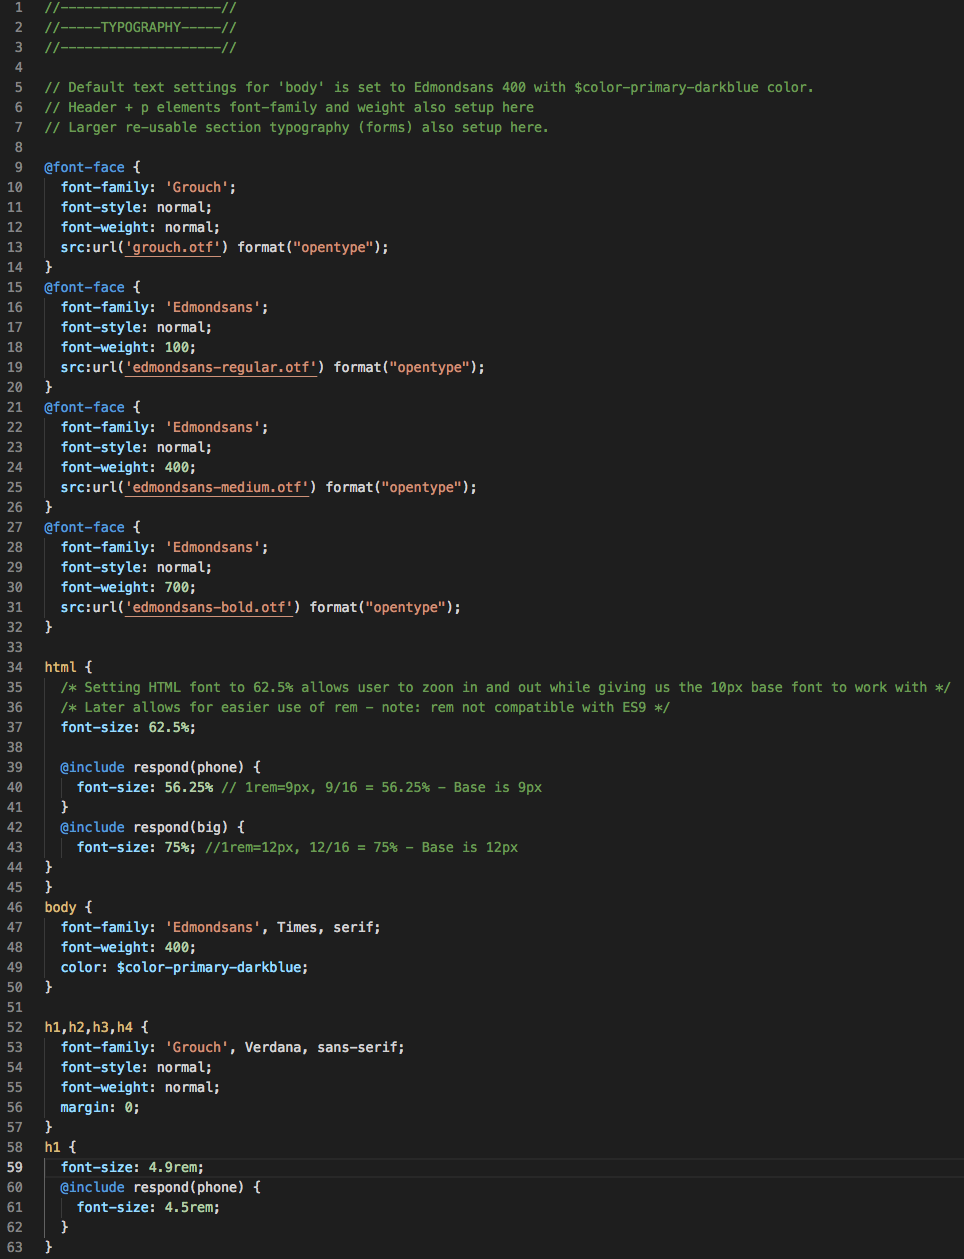 1 //--------------------//
2 //-----TYPOGRAPHY-----//
3 //--------------------//
4
5 // Default text settings for 'body' is set to Edmondsans 400 with $color-primary-darkblue color.
6 // Header + p elements font-family and weight also setup here
7 // Larger re-usable section typography (forms) also setup here.
8
9 @font-face {
10   font-family: 'Grouch';
11   font-style: normal;
12   font-weight: normal;
13   src:url('grouch.otf') format("opentype");
14 }
15 @font-face {
16   font-family: 'Edmondsans';
17   font-style: normal;
18   font-weight: 100;
19   src:url('edmondsans-regular.otf') format("opentype");
20 }
21 @font-face {
22   font-family: 'Edmondsans';
23   font-style: normal;
24   font-weight: 400;
25   src:url('edmondsans-medium.otf') format("opentype");
26 }
27 @font-face {
28   font-family: 'Edmondsans';
29   font-style: normal;
30   font-weight: 700;
31   src:url('edmondsans-bold.otf') format("opentype");
32 }
33
34 html {
35   /* Setting HTML font to 62.5% allows user to zoon in and out while giving us the 10px base font to work with */
36   /* Later allows for easier use of rem - note: rem not compatible with ES9 */
37   font-size: 62.5%;
38
39   @include respond(phone) {
40     font-size: 56.25% // 1rem=9px, 9/16 = 56.25% - Base is 9px
41   }
42   @include respond(big) {
43     font-size: 75%; //1rem=12px, 12/16 = 75% - Base is 12px
44 }
45 }
46 body {
47   font-family: 'Edmondsans', Times, serif;
48   font-weight: 400;
49   color: $color-primary-darkblue;
50 }
51
52 h1,h2,h3,h4 {
53   font-family: 'Grouch', Verdana, sans-serif;
54   font-style: normal;
55   font-weight: normal;
56   margin: 0;
57 }
58 h1 {
59   font-size: 4.9rem;
60   @include respond(phone) {
61     font-size: 4.5rem;
62   }
63 }